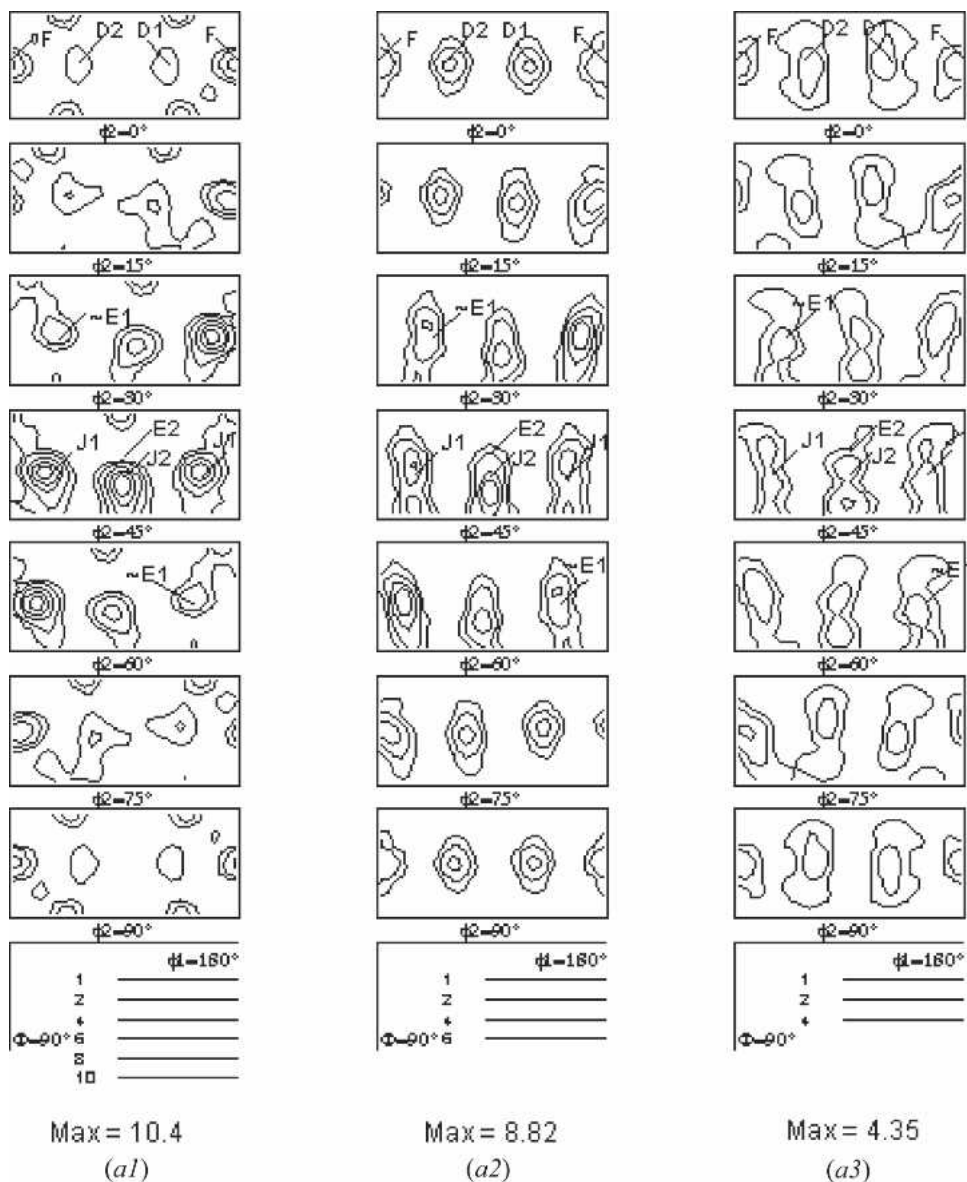 F D2 D1 F
F D2 D1 F
F D2 D1 F
ϕ2=0° ϕ2=0° ϕ2=0°
ϕ2=15° ϕ2=15° ϕ2=15°
~E1 ~E1 ~E1
ϕ2=30° ϕ2=30° ϕ2=30°
J1 E2 J2 J1
J1 E2 J2 J1
J1 E2 J2
ϕ2=45° ϕ2=45° ϕ2=45°
~E1 ~E1
ϕ2=60° ϕ2=60° ϕ2=60°
ϕ2=75° ϕ2=75° ϕ2=75°
ϕ2=90° ϕ2=90° ϕ2=90°
ϕ1=180° ϕ1=180° ϕ1=180°
1 1 1
2 2 2
4 4 4
Φ=90° 6 Φ=90° 6 Φ=90°
8
10
Max = 10.4 Max = 8.82 Max = 4.35
(a1) (a2) (a3)